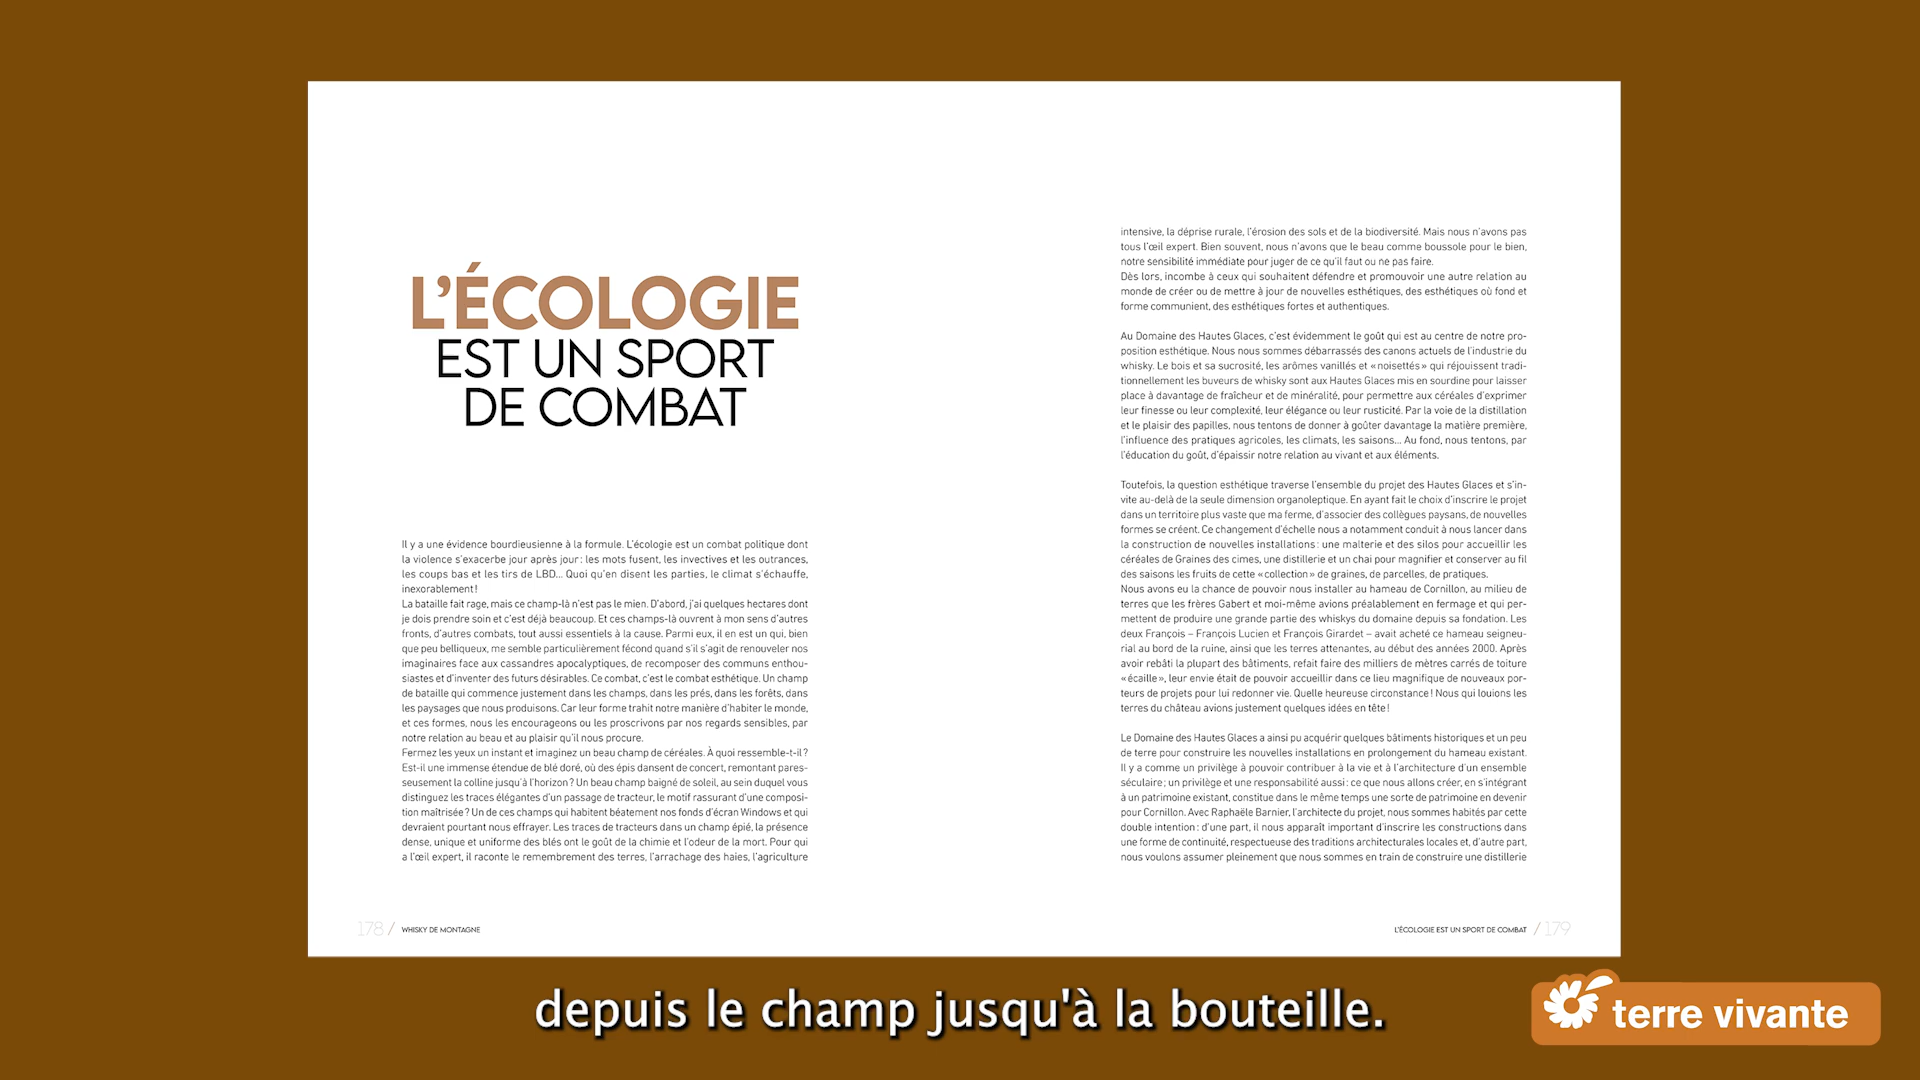 L'ÉCOLOGIE
EST UN SPORT
DE COMBAT
Il y a une évidence bourdieusienne à la formule. L'écologie est un combat politique dont
la violence s'exacerbe jour après jour : les mots fusent, les invectives et les outrances,
les coups bas et les tirs de LBD... Quoi qu'en disent les parties, le climat s'échauffe,
inexorablement !
La bataille fait rage, mais ce champ-là n'est pas le mien. D'abord, j'ai quelques hectares dont
je dois prendre soin et c'est déjà beaucoup. Et ces champs-là ouvrent à mon sens d'autres
fronts, d'autres combats, tout aussi essentiels à la cause. Parmi eux, il en est un qui, bien
que peu belliqueux, me semble particulièrement fécond quand s'il s'agit de renouveler nos
imaginaires face aux cassandres apocalyptiques, de recomposer des communs enthou-
siastes et d'inventer des futurs désirables. Ce combat, c'est le combat esthétique. Un champ
de bataille qui commence justement dans les champs, dans les prés, dans les forêts, dans
les paysages que nous produisons. Car leur forme trahit notre manière d'habiter le monde,
et ces formes, nous les encourageons ou les proscrivons par nos regards sensibles, par
notre relation au beau et au plaisir qu'il nous procure.
Fermez les yeux un instant et imaginez un beau champ de céréales. À quoi ressemble-t-il ?
Est-il une immense étendue de blé doré, où des épis dansent de concert, remontant pares-
seusement la colline jusqu'à l'horizon ? Un beau champ baigné de soleil, au sein duquel vous
distinguez les traces élégantes d'un passage de tracteur, le motif rassurant d'une composi-
tion maîtrisée ? Un de ces champs qui habitent béatement nos fonds d'écran Windows et qui
devraient pourtant nous effrayer. Les traces de tracteurs dans un champ épié, la présence
dense, unique et uniforme des blés ont le goût de la chimie et l'odeur de la mort. Pour qui
a l'œil expert, il raconte le remembrement des terres, l'arrachage des haies, l'agriculture
178 / WHISKY DE MONTAGNE
intensive, la déprise rurale, l'érosion des sols et de la biodiversité. Mais nous n'avons pas
tous l'œil expert. Bien souvent, nous n'avons que le beau comme boussole pour le bien,
notre sensibilité immédiate pour juger de ce qu'il faut ou ne pas faire.
Dès lors, incombe à ceux qui souhaitent défendre et promouvoir une autre relation au
monde de créer ou de mettre à jour de nouvelles esthétiques, des esthétiques où fond et
forme communient, des esthétiques fortes et authentiques.
Au Domaine des Hautes Glaces, c'est évidemment le goût qui est au centre de notre pro-
position esthétique. Nous nous sommes débarrassés des canons actuels de l'industrie du
whisky. Le bois et sa sucrosité, les arômes vanillés et « noisettés » qui réjouissent tradi-
tionnellement les buveurs de whisky sont aux Hautes Glaces mis en sourdine pour laisser
place à davantage de fraîcheur et de minéralité, pour permettre aux céréales d'exprimer
leur finesse ou leur complexité, leur élégance ou leur rusticité. Par la voie de la distillation
et le plaisir des papilles, nous tentons de donner à goûter davantage la matière première,
l'influence des pratiques agricoles, les climats, les saisons... Au fond, nous tentons, par
l'éducation du goût, d'épaissir notre relation au vivant et aux éléments.
Toutefois, la question esthétique traverse l'ensemble du projet des Hautes Glaces et s'in-
vite au-delà de la seule dimension organoleptique. En ayant fait le choix d'inscrire le projet
dans un territoire plus vaste que ma ferme, d'associer des collègues paysans, de nouvelles
formes se créent. Ce changement d'échelle nous a notamment conduit à nous lancer dans
la construction de nouvelles installations : une malterie et des silos pour accueillir les
céréales de Graines des cimes, une distillerie et un chai pour magnifier et conserver au fil
des saisons les fruits de cette « collection » de graines, de parcelles, de pratiques.
Nous avons eu la chance de pouvoir nous installer au hameau de Cornillon, au milieu de
terres que les frères Gabert et moi-même avions préalablement en fermage et qui per-
mettent de produire une grande partie des whiskys du domaine depuis sa fondation. Les
deux François – François Lucien et François Girardet – avait acheté ce hameau seigneu-
rial au bord de la ruine, ainsi que les terres attenantes, au début des années 2000. Après
avoir rebâti la plupart des bâtiments, refait faire des milliers de mètres carrés de toiture
« écaille », leur envie était de pouvoir accueillir dans ce lieu magnifique de nouveaux por-
teurs de projets pour lui redonner vie. Quelle heureuse circonstance ! Nous qui louions les
terres du château avions justement quelques idées en tête !
Le Domaine des Hautes Glaces a ainsi pu acquérir quelques bâtiments historiques et un peu
de terre pour construire les nouvelles installations en prolongement du hameau existant.
Il y a comme un privilège à pouvoir contribuer à la vie et à l'architecture d'un ensemble
séculaire ; un privilège et une responsabilité aussi : ce que nous allons créer, en s'intégrant
à un patrimoine existant, constitue dans le même temps une sorte de patrimoine en devenir
pour Cornillon. Avec Raphaële Barnier, l'architecte du projet, nous sommes habités par cette
double intention : d'une part, il nous apparaît important d'inscrire les constructions dans
une forme de continuité, respectueuse des traditions architecturales locales et, d'autre part,
nous voulons assumer pleinement que nous sommes en train de construire une distillerie
L'ÉCOLOGIE EST UN SPORT DE COMBAT / 179
depuis le champ jusqu'à la bouteille.
terre vivante